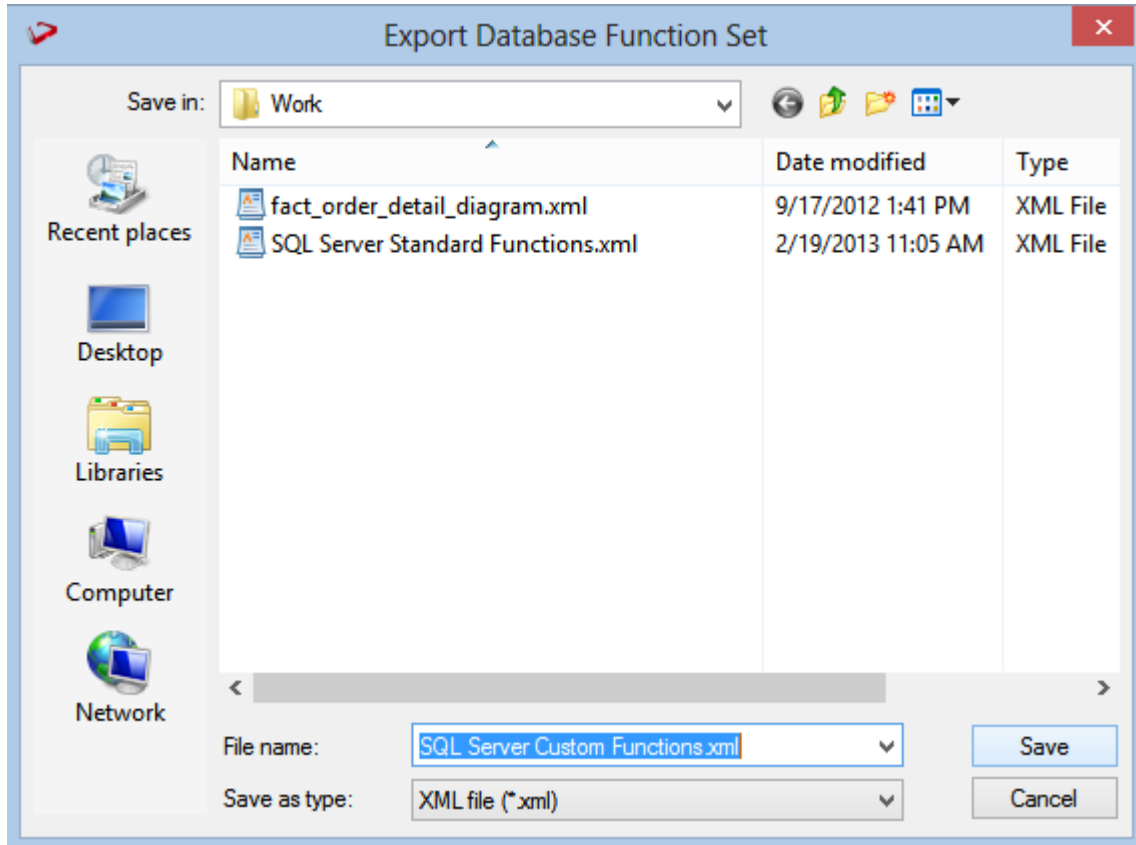 Export Database Function Set
Save in: Work
Name Date modified Type
fact_order_detail_diagram.xml 9/17/2012 1:41 PM XML File
SQL Server Standard Functions.xml 2/19/2013 11:05 AM XML File
Recent places
Desktop
Libraries
Computer
Network
File name: SQL Server Custom Functions.xml Save
Save as type: XML file (*.xml) Cancel